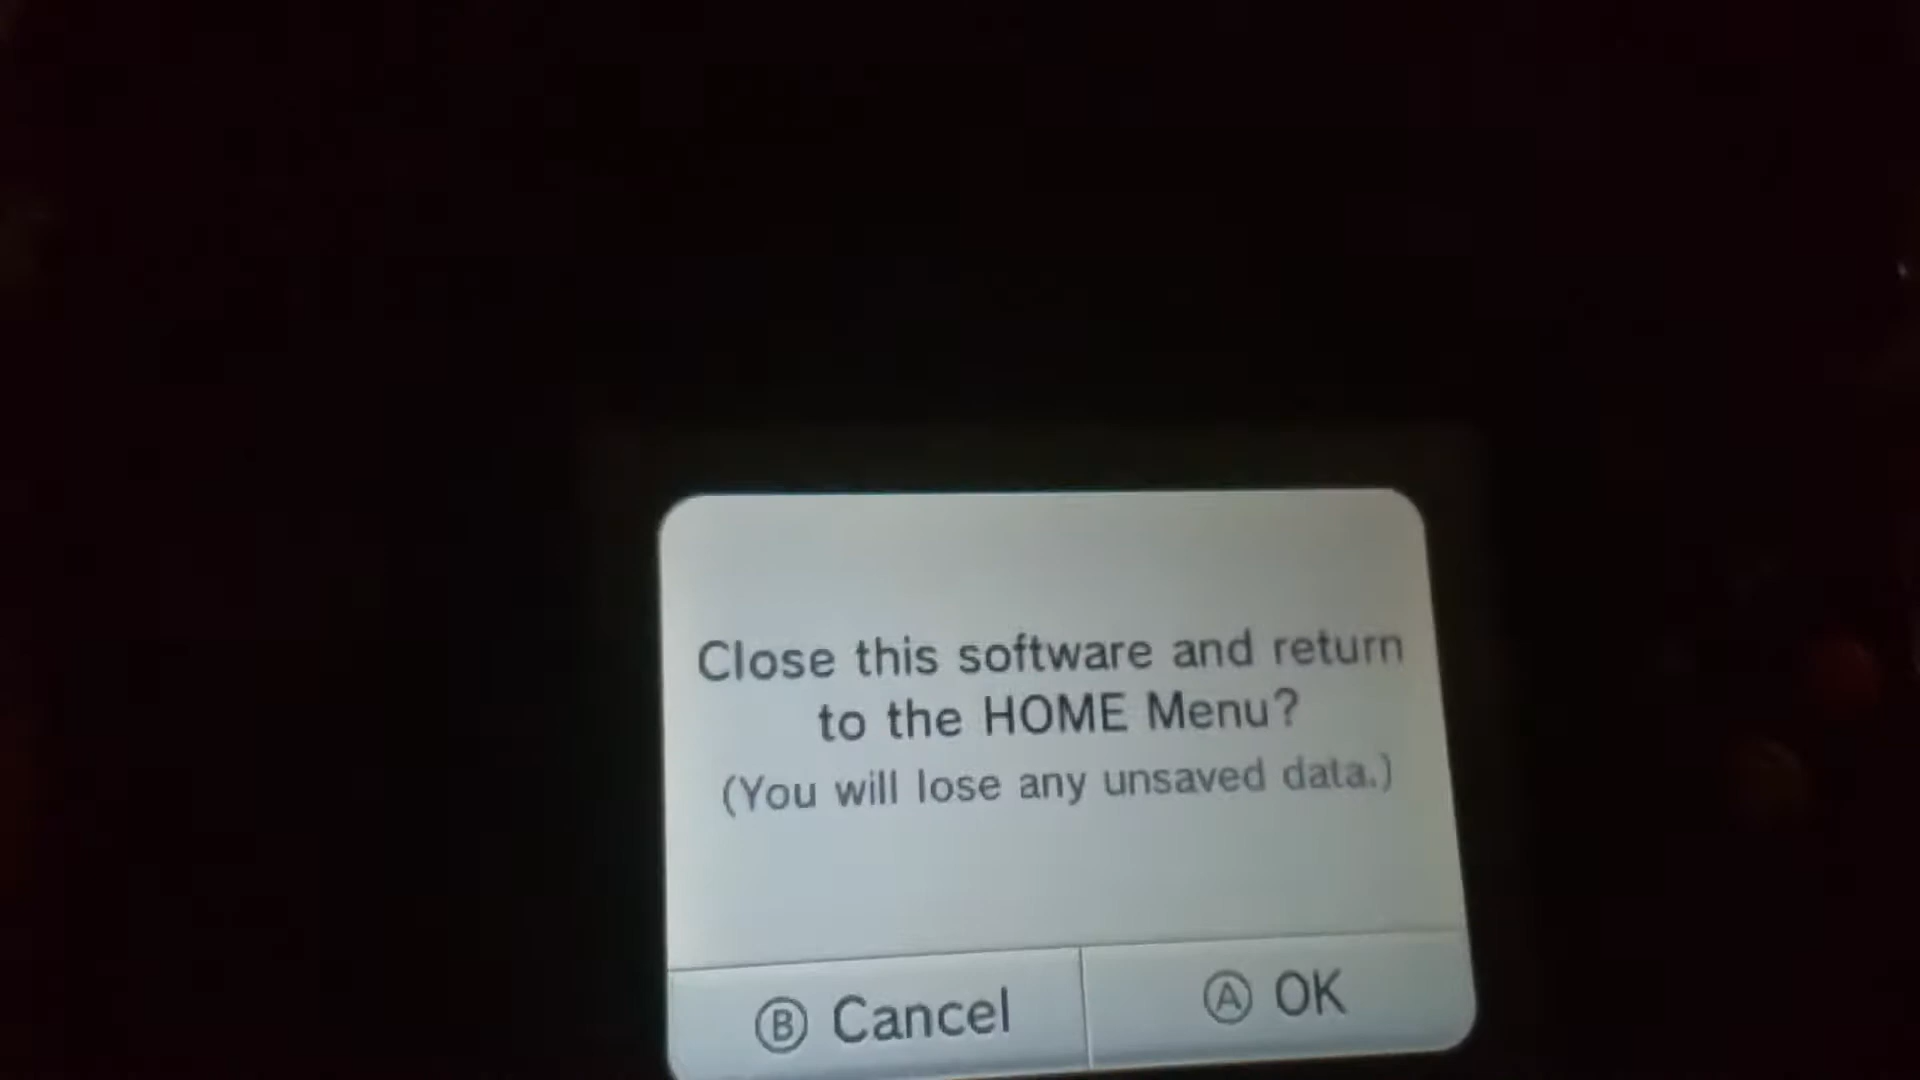 Close this software and return
to the HOME Menu?
(You will lose any unsaved data.)
Ⓑ Cancel
Ⓐ OK